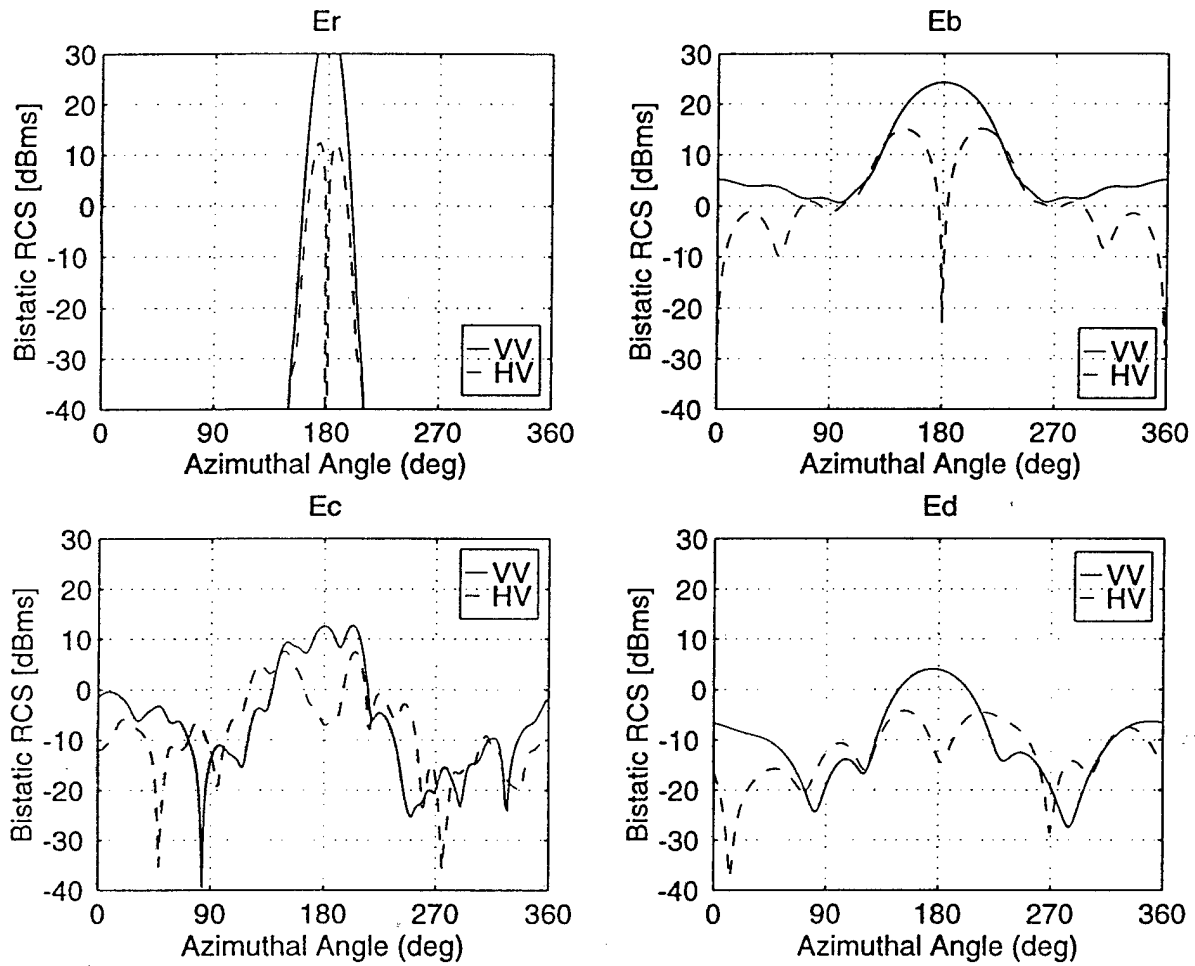 Er
Bistatic RCS [dBms]
30
20
10
0
-10
-20
-30
-40
VV
HV
0 90 180 270 360
Azimuthal Angle (deg)
Eb
Bistatic RCS [dBms]
30
20
10
0
-10
-20
-30
-40
VV
HV
0 90 180 270 360
Azimuthal Angle (deg)
Ec
Bistatic RCS [dBms]
30
20
10
0
-10
-20
-30
-40
VV
HV
0 90 180 270 360
Azimuthal Angle (deg)
Ed
Bistatic RCS [dBms]
30
20
10
0
-10
-20
-30
-40
VV
HV
0 90 180 270 360
Azimuthal Angle (deg)